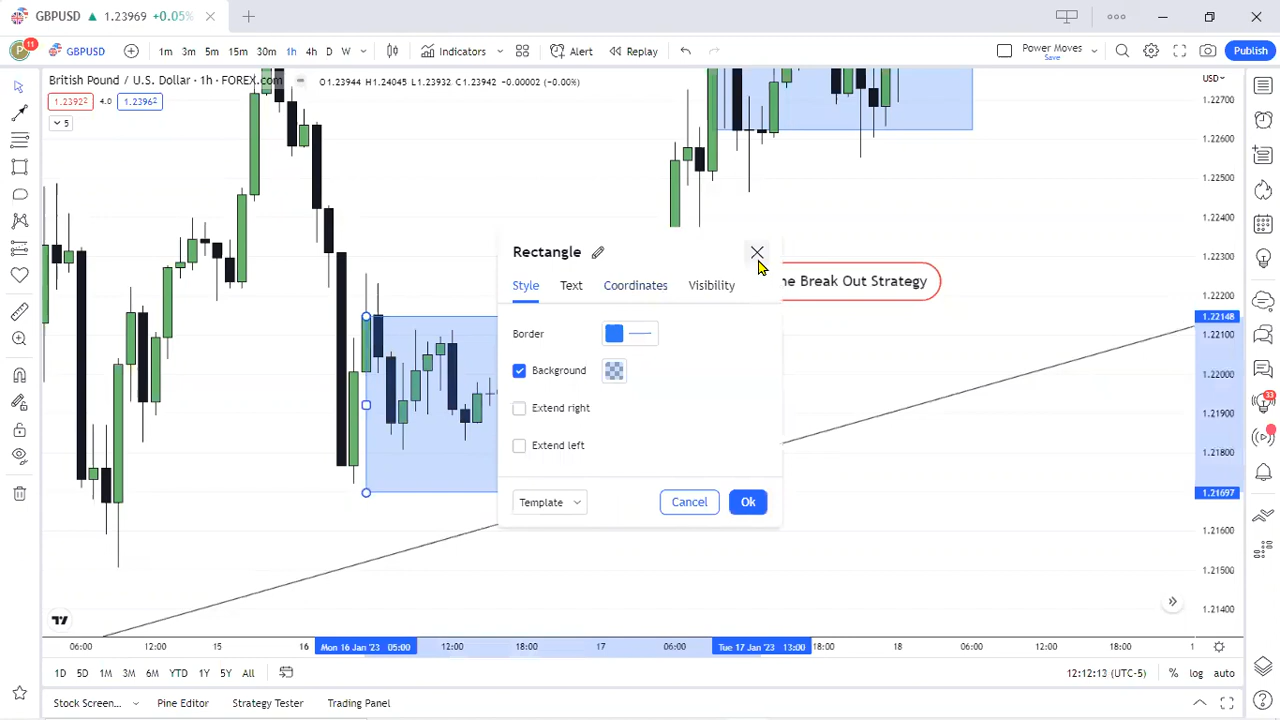 GBPUSD 1.23969 +0.05%
P 11 GBPUSD 1m 3m 5m 15m 30m 1h 4h D W Indicators Alert Replay Power Moves Save Publish
British Pound / U.S. Dollar · 1h · FOREX.com O1.23944 H1.24045 L1.23932 C1.23942 -0.00003 (-0.00%) USD
1.23922 4.0 1.23962
5
1.22700
1.22500
1.22400
1.22300
1.22200
1.22148
1.22100
1.22000
1.21900
1.21800
1.21697
1.21600
1.21500
1.21400
Rectangle
Style Text Coordinates Visibility
Border
Background
Extend right
Extend left
Template Cancel Ok
ne Break Out Strategy
33
06:00 12:00 15 16 Mon 16 Jan '23 05:00 12:00 18:00 17 06:00 Tue 17 Jan '23 13:00 18:00 18 06:00 12:00 18:00 1
1D 5D 1M 3M 6M YTD 1Y 5Y All 12:12:13 (UTC-5) % log auto
Stock Screen... Pine Editor Strategy Tester Trading Panel